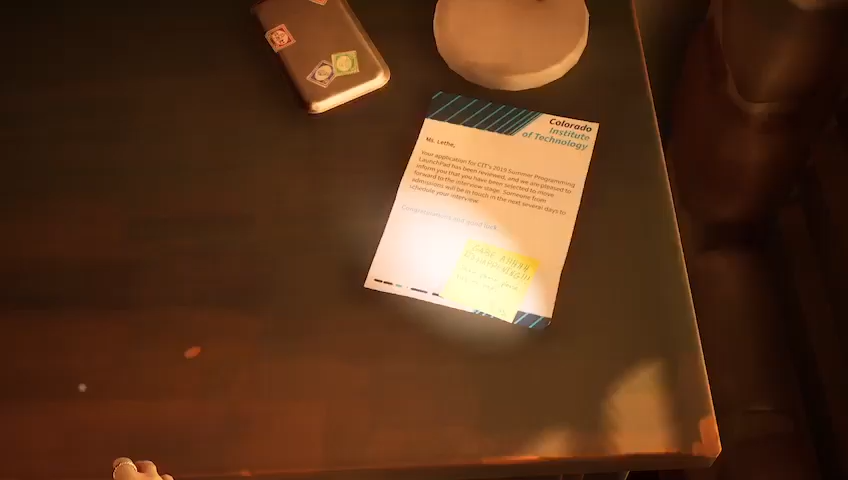 Colorado
Institute
of Technology
Ms. Lethe,
Your application for CIT's 2019 Summer Programming
LaunchPad has been reviewed, and we are pleased to
inform you that you have been selected to move
forward to the interview stage. Someone from
admissions will be in touch in the next several days to
schedule your interview.
Congratulations and good luck.